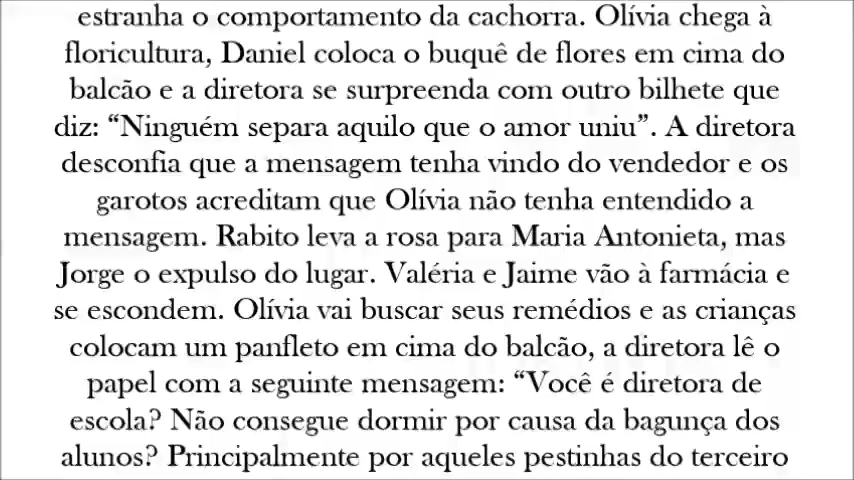 estranha o comportamento da cachorra. Olívia chega à
floricultura, Daniel coloca o buquê de flores em cima do
balcão e a diretora se surpreenda com outro bilhete que
diz: “Ninguém separa aquilo que o amor uniu”. A diretora
desconfia que a mensagem tenha vindo do vendedor e os
garotos acreditam que Olívia não tenha entendido a
mensagem. Rabito leva a rosa para Maria Antonieta, mas
Jorge o expulso do lugar. Valéria e Jaime vão à farmácia e
se escondem. Olívia vai buscar seus remédios e as crianças
colocam um panfleto em cima do balcão, a diretora lê o
papel com a seguinte mensagem: “Você é diretora de
escola? Não consegue dormir por causa da bagunça dos
alunos? Principalmente por aqueles pestinhas do terceiro